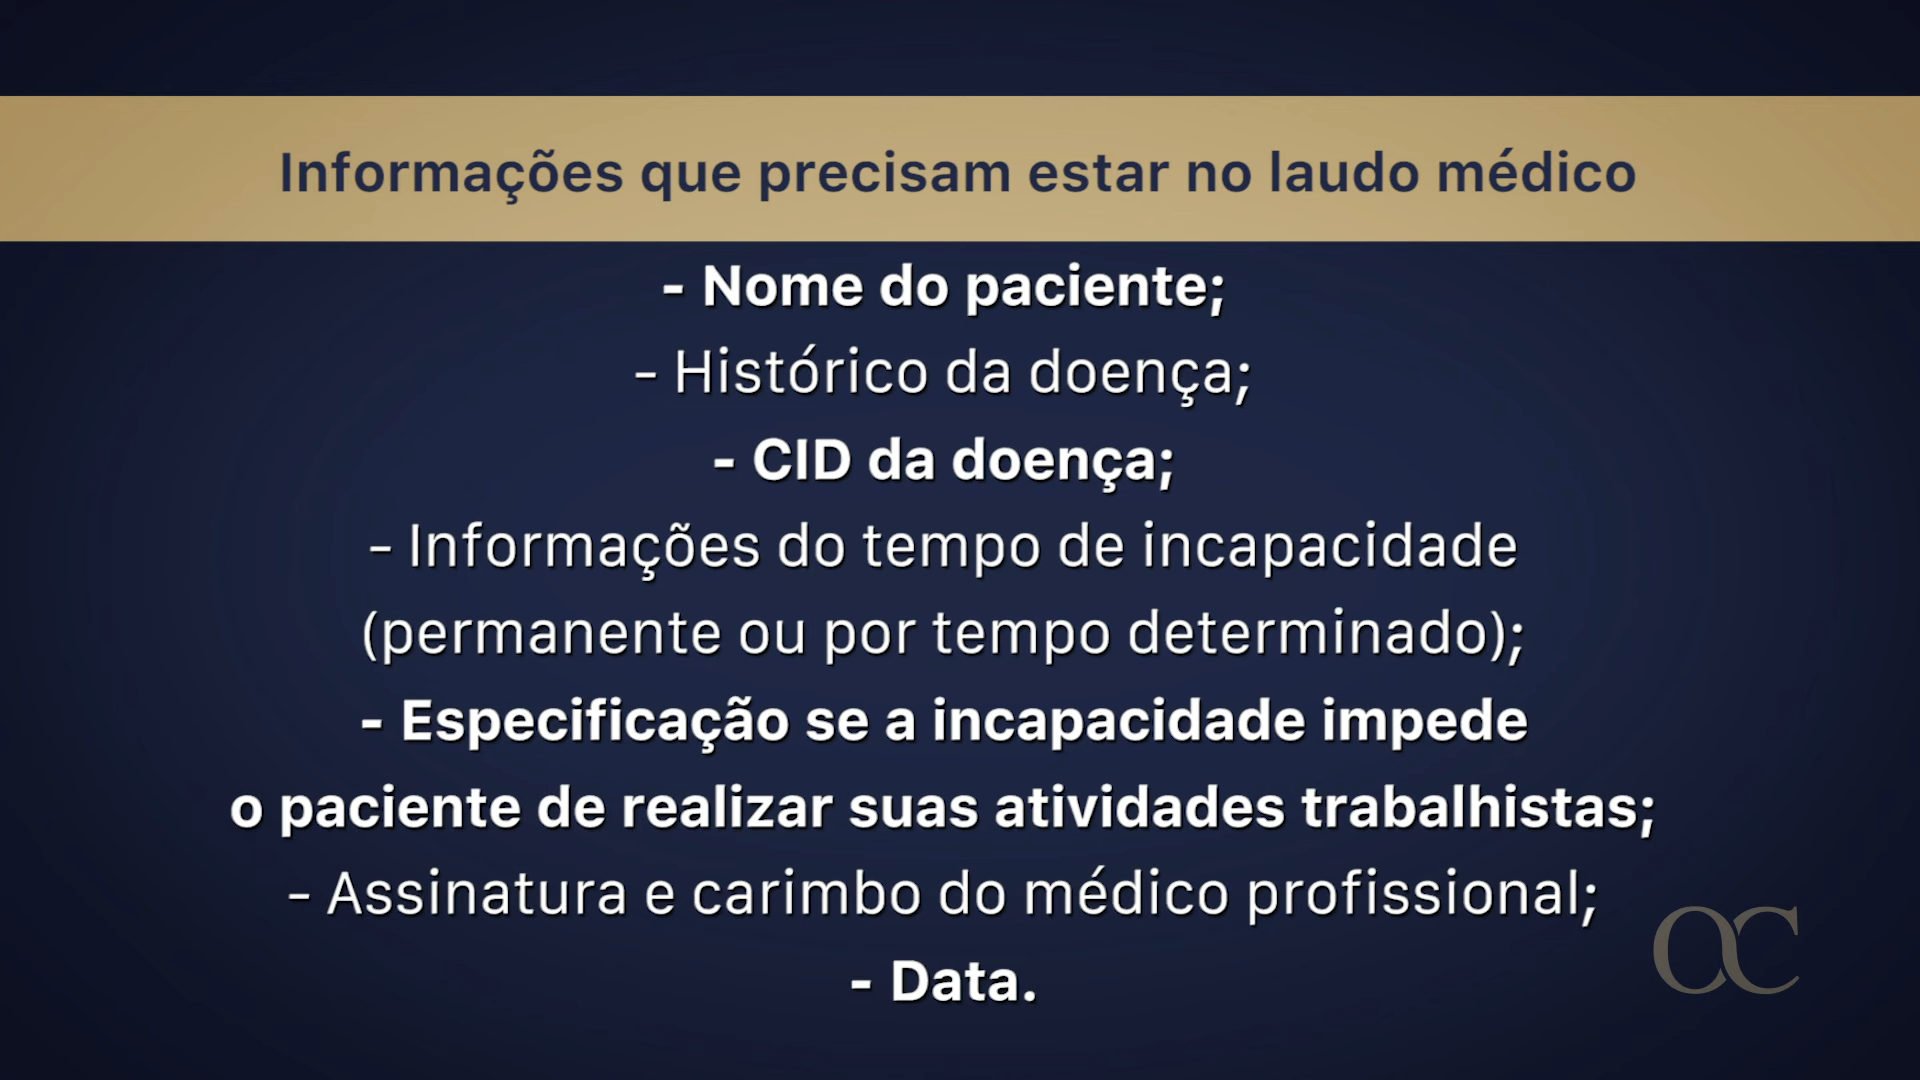 Informações que precisam estar no laudo médico
- Nome do paciente;
- Histórico da doença;
- CID da doença;
- Informações do tempo de incapacidade
(permanente ou por tempo determinado);
- Especificação se a incapacidade impede
o paciente de realizar suas atividades trabalhistas;
- Assinatura e carimbo do médico profissional;
- Data.
OC